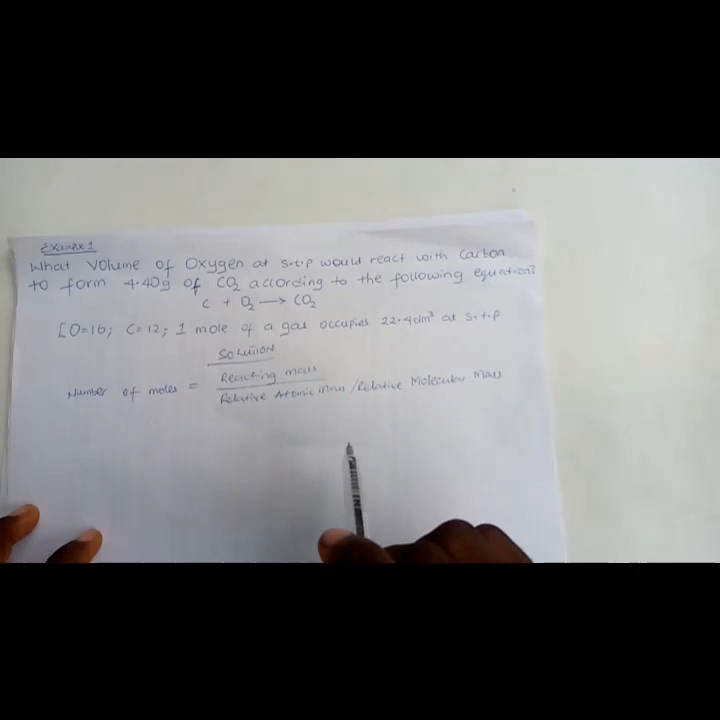 Example 1
What Volume of Oxygen at s.t.p would react with Carbon
to form 4.40g of CO₂ according to the following equation?
C + O₂ → CO₂
[O=16; C=12; 1 mole of a gas occupies 22.4dm³ at s.t.p
Solution
Number of moles = Reacting mass
Relative Atomic Mass /Relative Molecular Mass